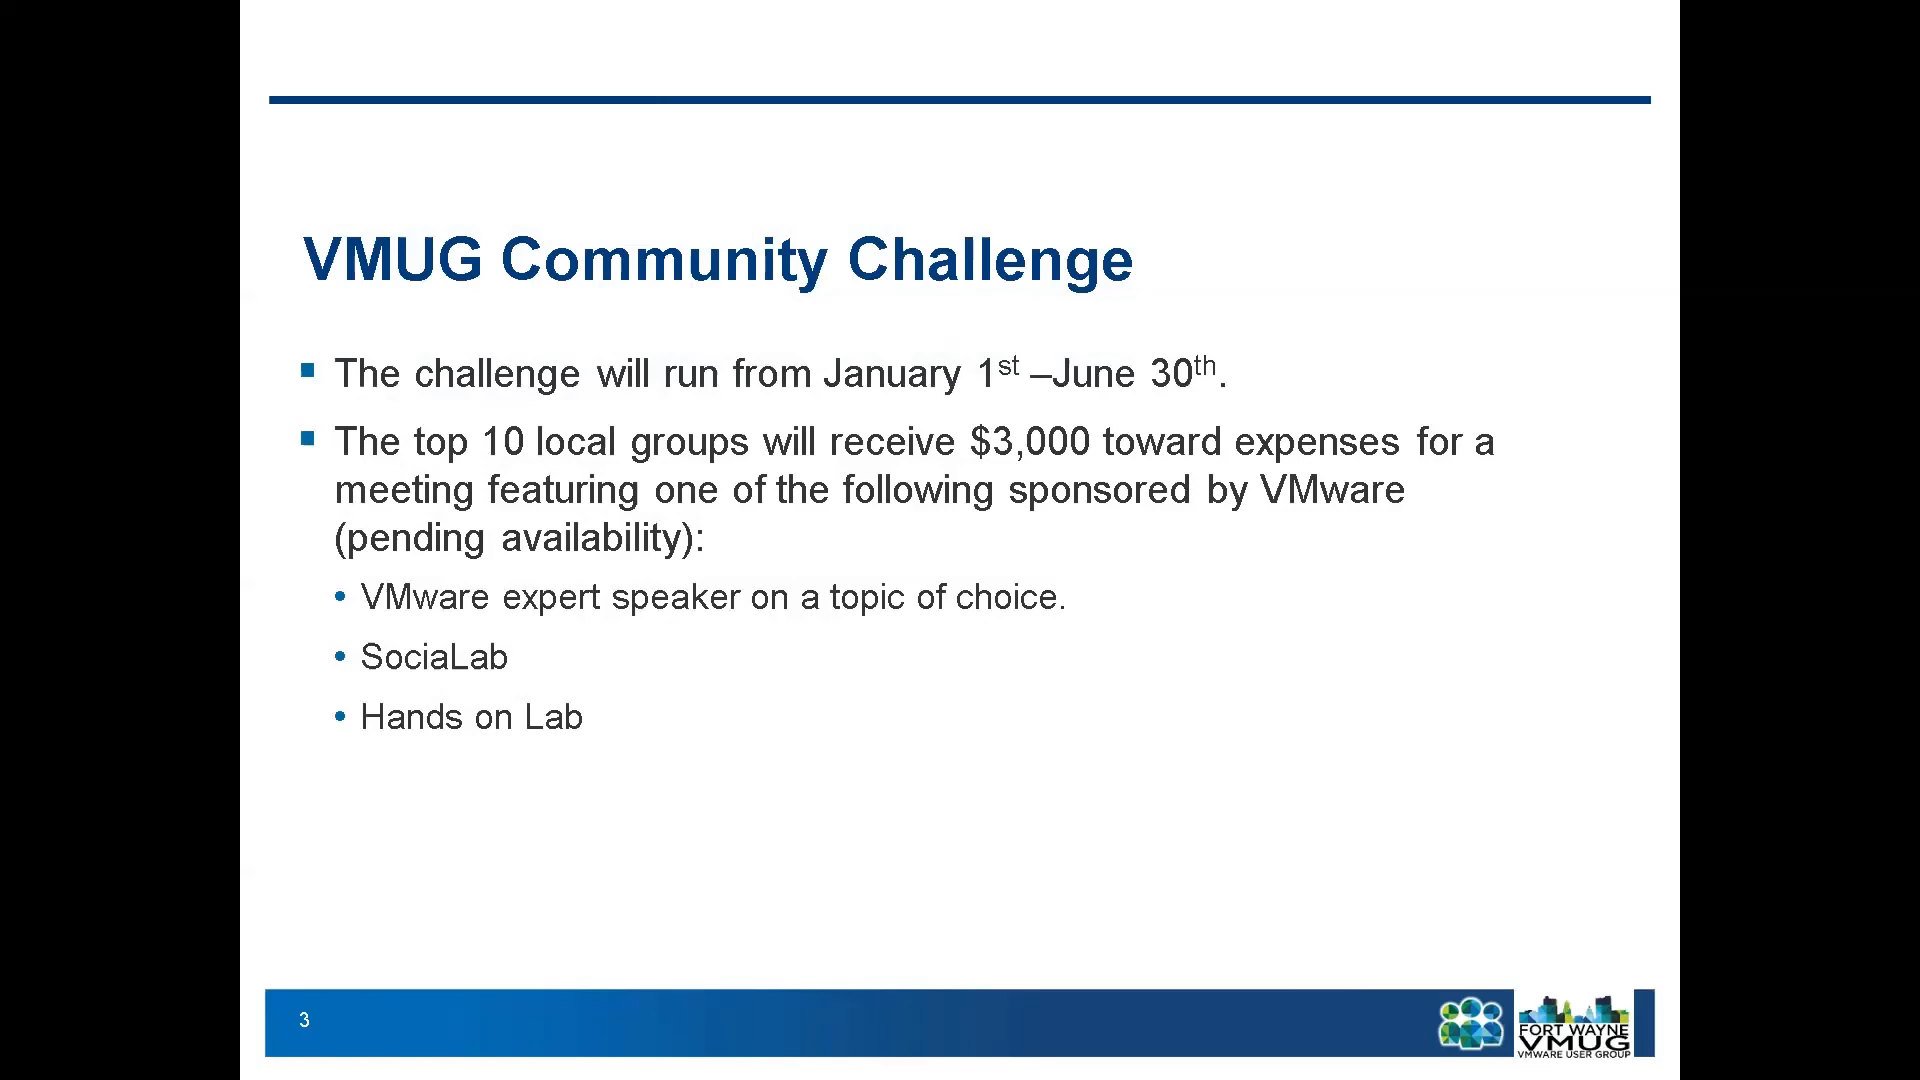 VMUG Community Challenge
▪ The challenge will run from January 1st –June 30th.
▪ The top 10 local groups will receive $3,000 toward expenses for a
meeting featuring one of the following sponsored by VMware
(pending availability):
• VMware expert speaker on a topic of choice.
• SociaLab
• Hands on Lab
3
FORT WAYNE
VMUG
VMWARE USER GROUP